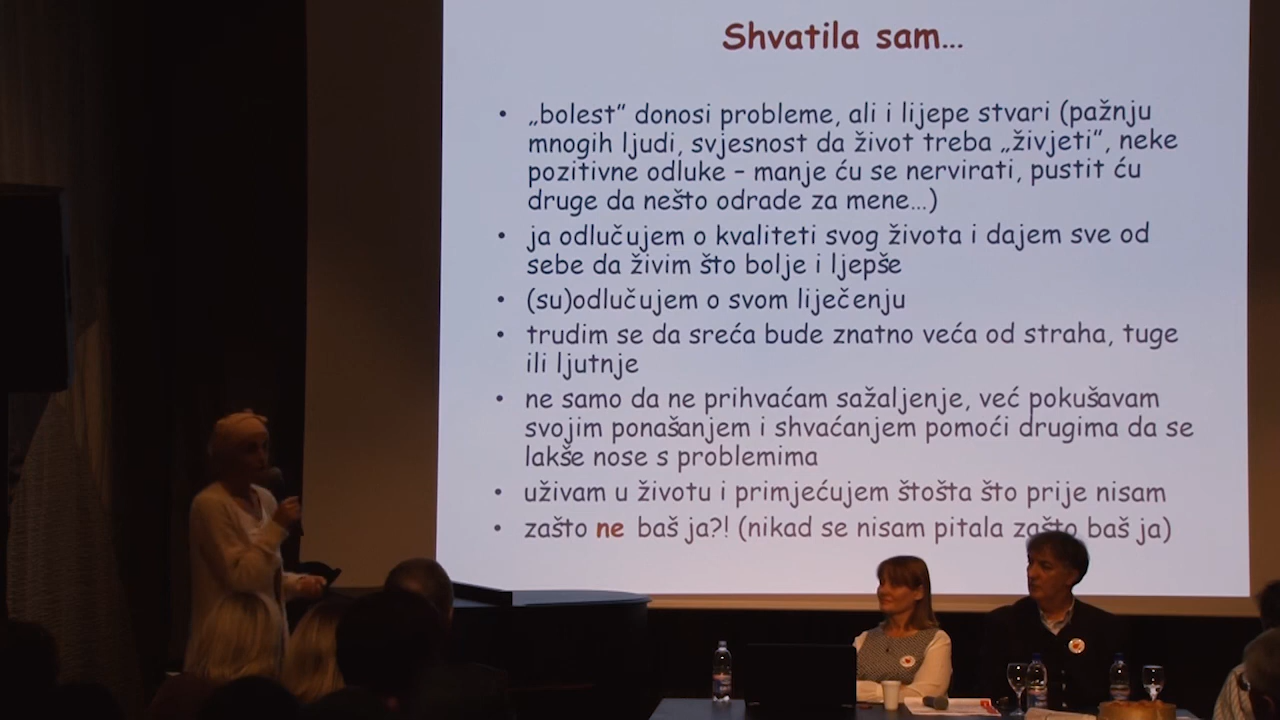 Shvatila sam…
• „bolest” donosi probleme, ali i lijepe stvari (pažnju
mnogih ljudi, svjesnost da život treba „živjeti”, neke
pozitivne odluke – manje ću se nervirati, pustit ću
druge da nešto odrade za mene…)
• ja odlučujem o kvaliteti svog života i dajem sve od
sebe da živim što bolje i ljepše
• (su)odlučujem o svom liječenju
• trudim se da sreća bude znatno veća od straha, tuge
ili ljutnje
• ne samo da ne prihvaćam sažaljenje, već pokušavam
svojim ponašanjem i shvaćanjem pomoći drugima da se
lakše nose s problemima
• uživam u životu i primjećujem štošta što prije nisam
• zašto ne baš ja?! (nikad se nisam pitala zašto baš ja)